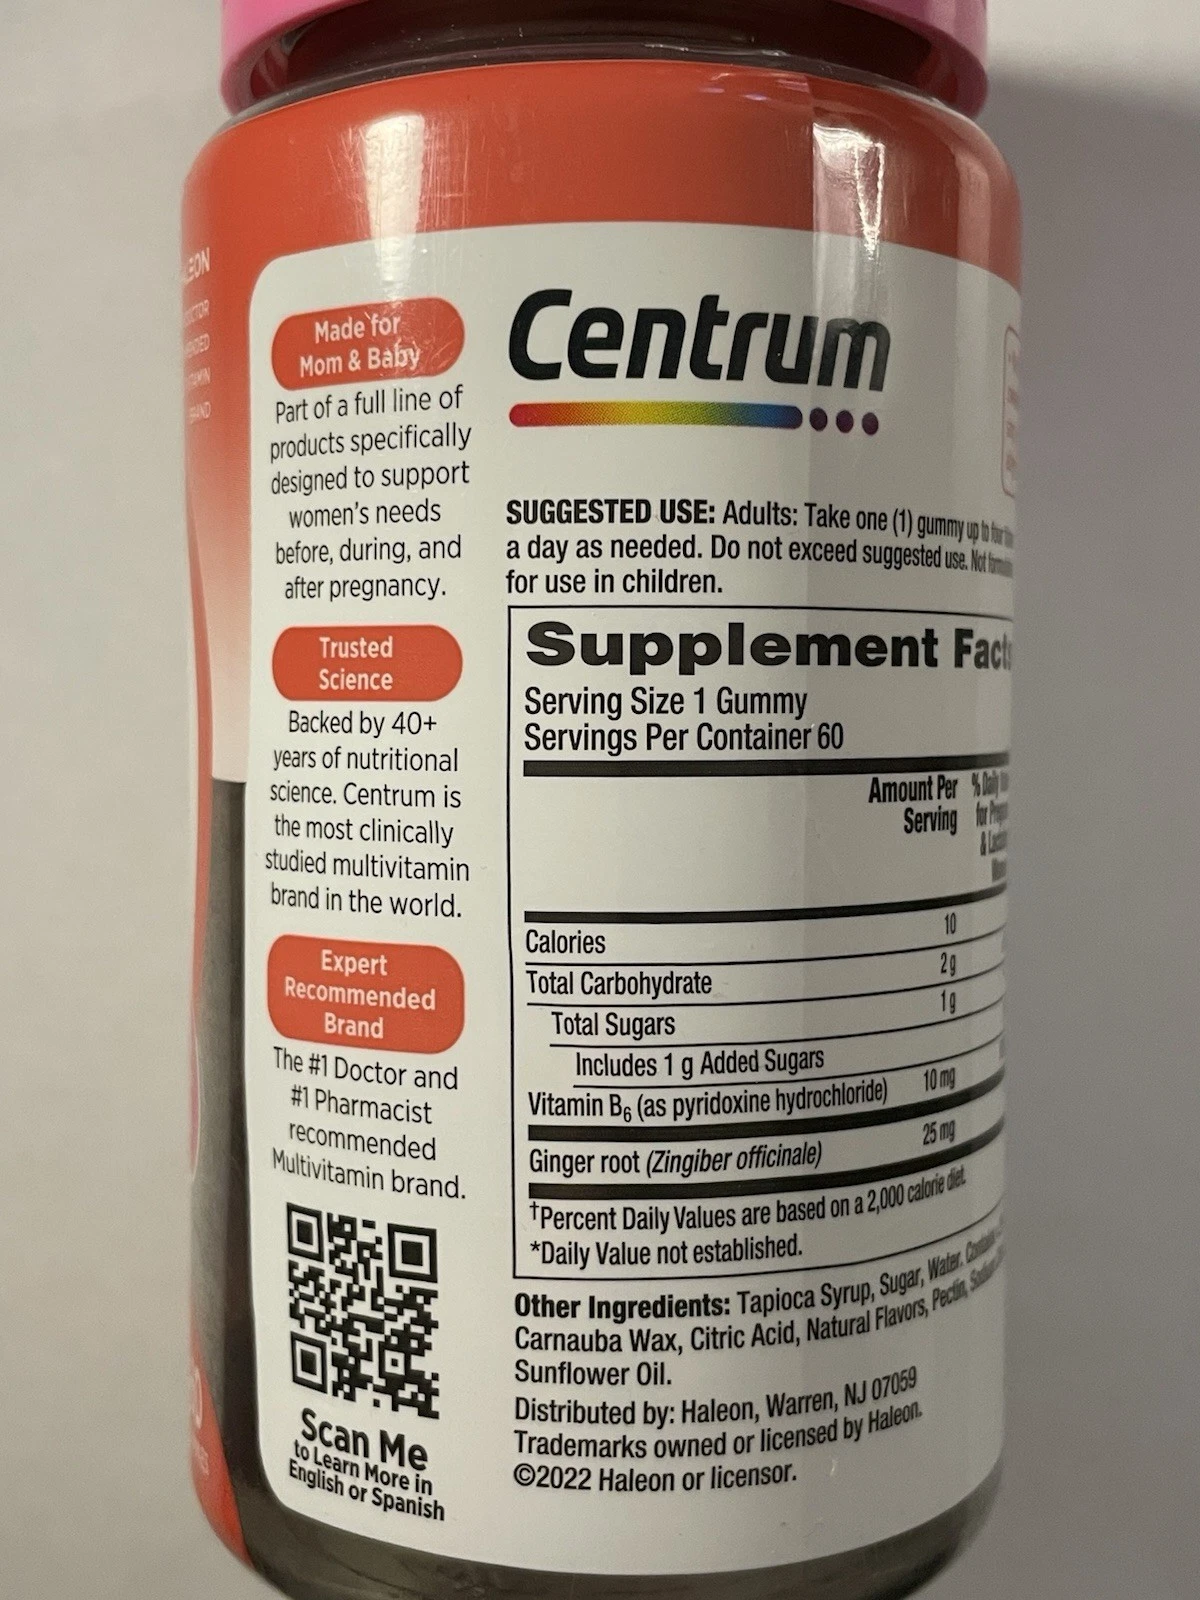 Made for
Mom & Baby
Part of a full line of
products specifically
designed to support
women's needs
before, during, and
after pregnancy.
Trusted
Science
Backed by 40+
years of nutritional
science. Centrum is
the most clinically
studied multivitamin
brand in the world.
Expert
Recommended
Brand
The #1 Doctor and
#1 Pharmacist
recommended
Multivitamin brand.
Scan Me
to Learn More in
English or Spanish
Centrum
SUGGESTED USE: Adults: Take one (1) gummy up to four
a day as needed. Do not exceed suggested use. Not
for use in children.
Supplement Facts
Serving Size 1 Gummy
Servings Per Container 60
Amount Per
Serving
% Daily
for
&
Calories 10
Total Carbohydrate 2 g
Total Sugars 1 g
Includes 1 g Added Sugars
Vitamin B6 (as pyridoxine hydrochloride) 10 mg
Ginger root (Zingiber officinale) 25 mg
†Percent Daily Values are based on a 2,000 calorie diet.
*Daily Value not established.
Other Ingredients: Tapioca Syrup, Sugar, Water.
Carnauba Wax, Citric Acid, Natural Flavors, Pectin,
Sunflower Oil.
Distributed by: Haleon, Warren, NJ 07059
Trademarks owned or licensed by Haleon.
©2022 Haleon or licensor.